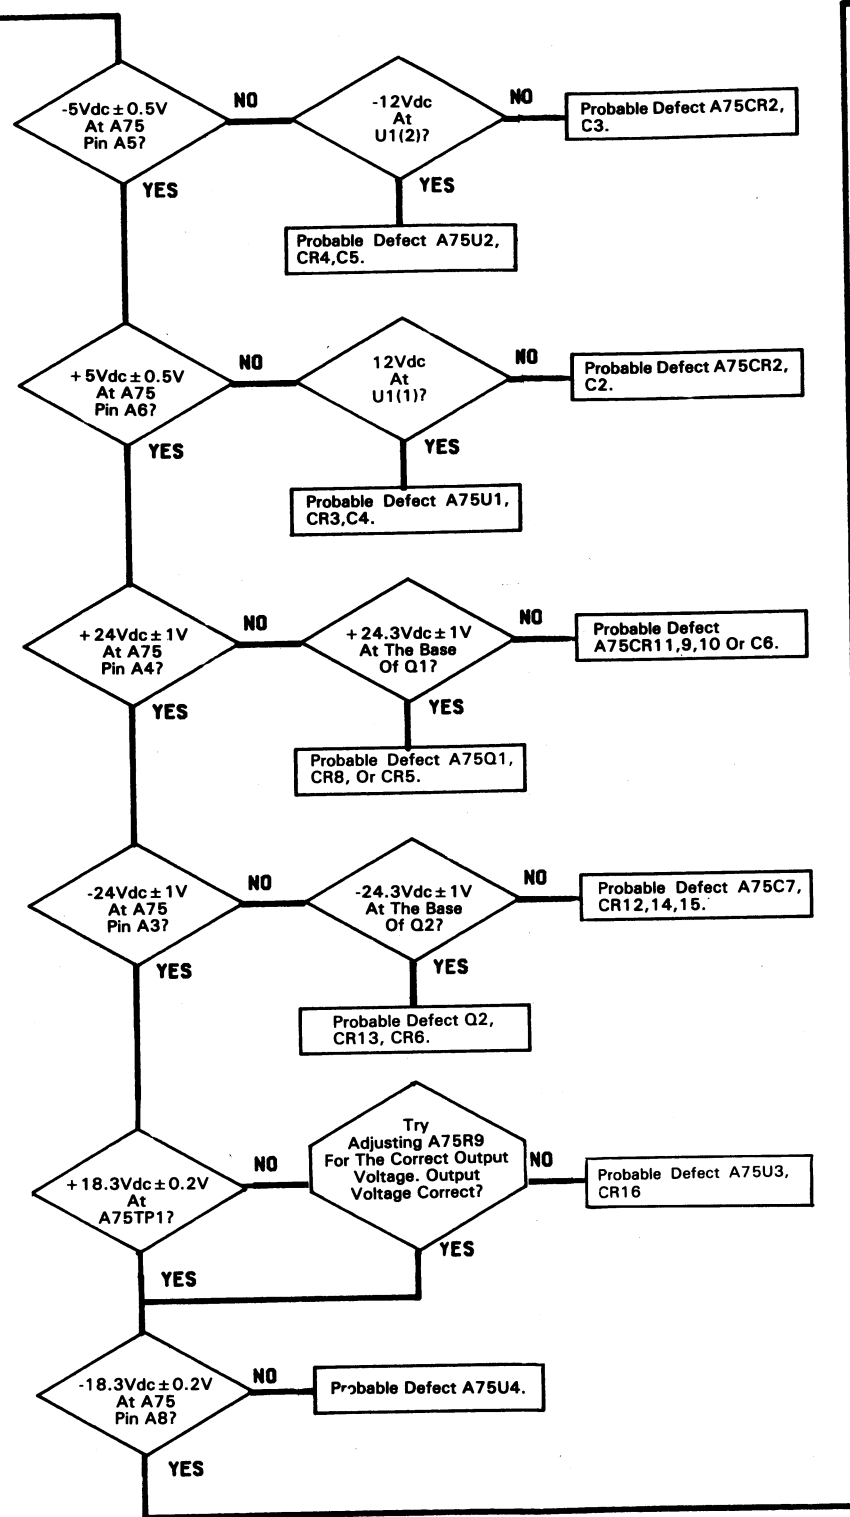 -5Vdc ± 0.5V
At A75
Pin A5?
NO
-12Vdc
At
U1(2)?
NO
Probable Defect A75CR2,
C3.
YES
YES
Probable Defect A75U2,
CR4,C5.
+5Vdc±0.5V
At A75
Pin A6?
NO
12Vdc
At
U1(1)?
NO
Probable Defect A75CR2,
C2.
YES
YES
Probable Defect A75U1,
CR3,C4.
+24Vdc±1V
At A75
Pin A4?
NO
+24.3Vdc±1V
At The Base
Of Q1?
NO
Probable Defect
A75CR11,9,10 Or C6.
YES
YES
Probable Defect A75Q1,
CR8, Or CR5.
-24Vdc±1V
At A75
Pin A3?
NO
-24.3Vdc±1V
At The Base
Of Q2?
NO
Probable Defect A75C7,
CR12,14,15.
YES
YES
Probable Defect Q2,
CR13, CR6.
+18.3Vdc±0.2V
At
A75TP1?
NO
Try
Adjusting A75R9
For The Correct Output
Voltage. Output
Voltage Correct?
NO
Probable Defect A75U3,
CR16
YES
YES
-18.3Vdc±0.2V
At A75
Pin A8?
NO
Probable Defect A75U4.
YES